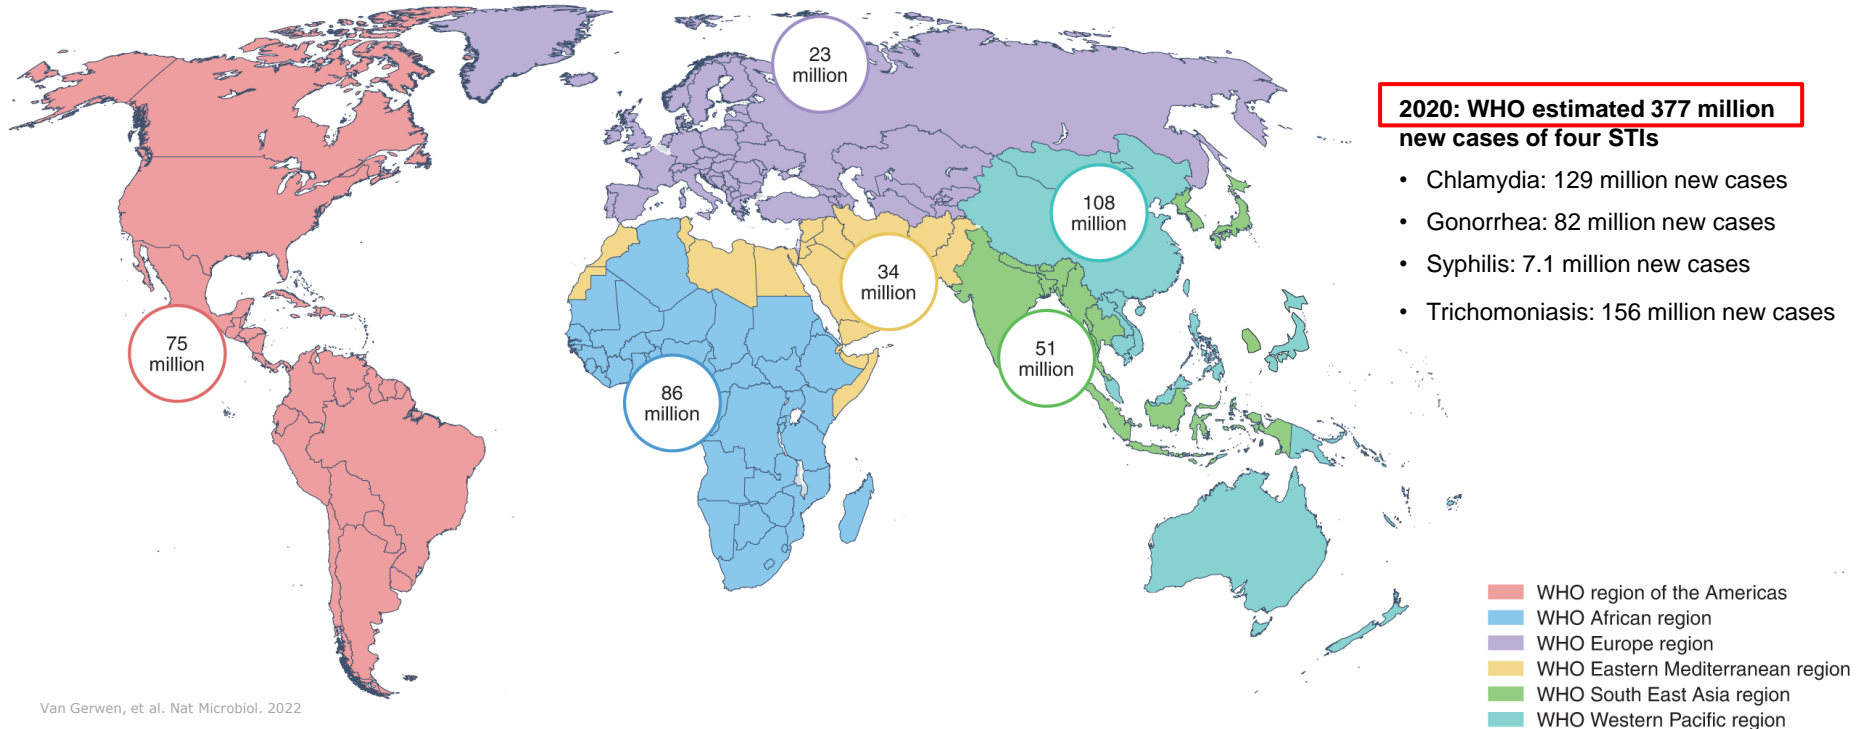 23
million
2020: WHO estimated 377 million
new cases of four STIs
• Chlamydia: 129 million new cases
• Gonorrhea: 82 million new cases
• Syphilis: 7.1 million new cases
• Trichomoniasis: 156 million new cases
108
million
34
million
75
million
51
million
86
million
WHO region of the Americas
WHO African region
WHO Europe region
WHO Eastern Mediterranean region
WHO South East Asia region
WHO Western Pacific region
Van Gerwen, et al. Nat Microbiol. 2022